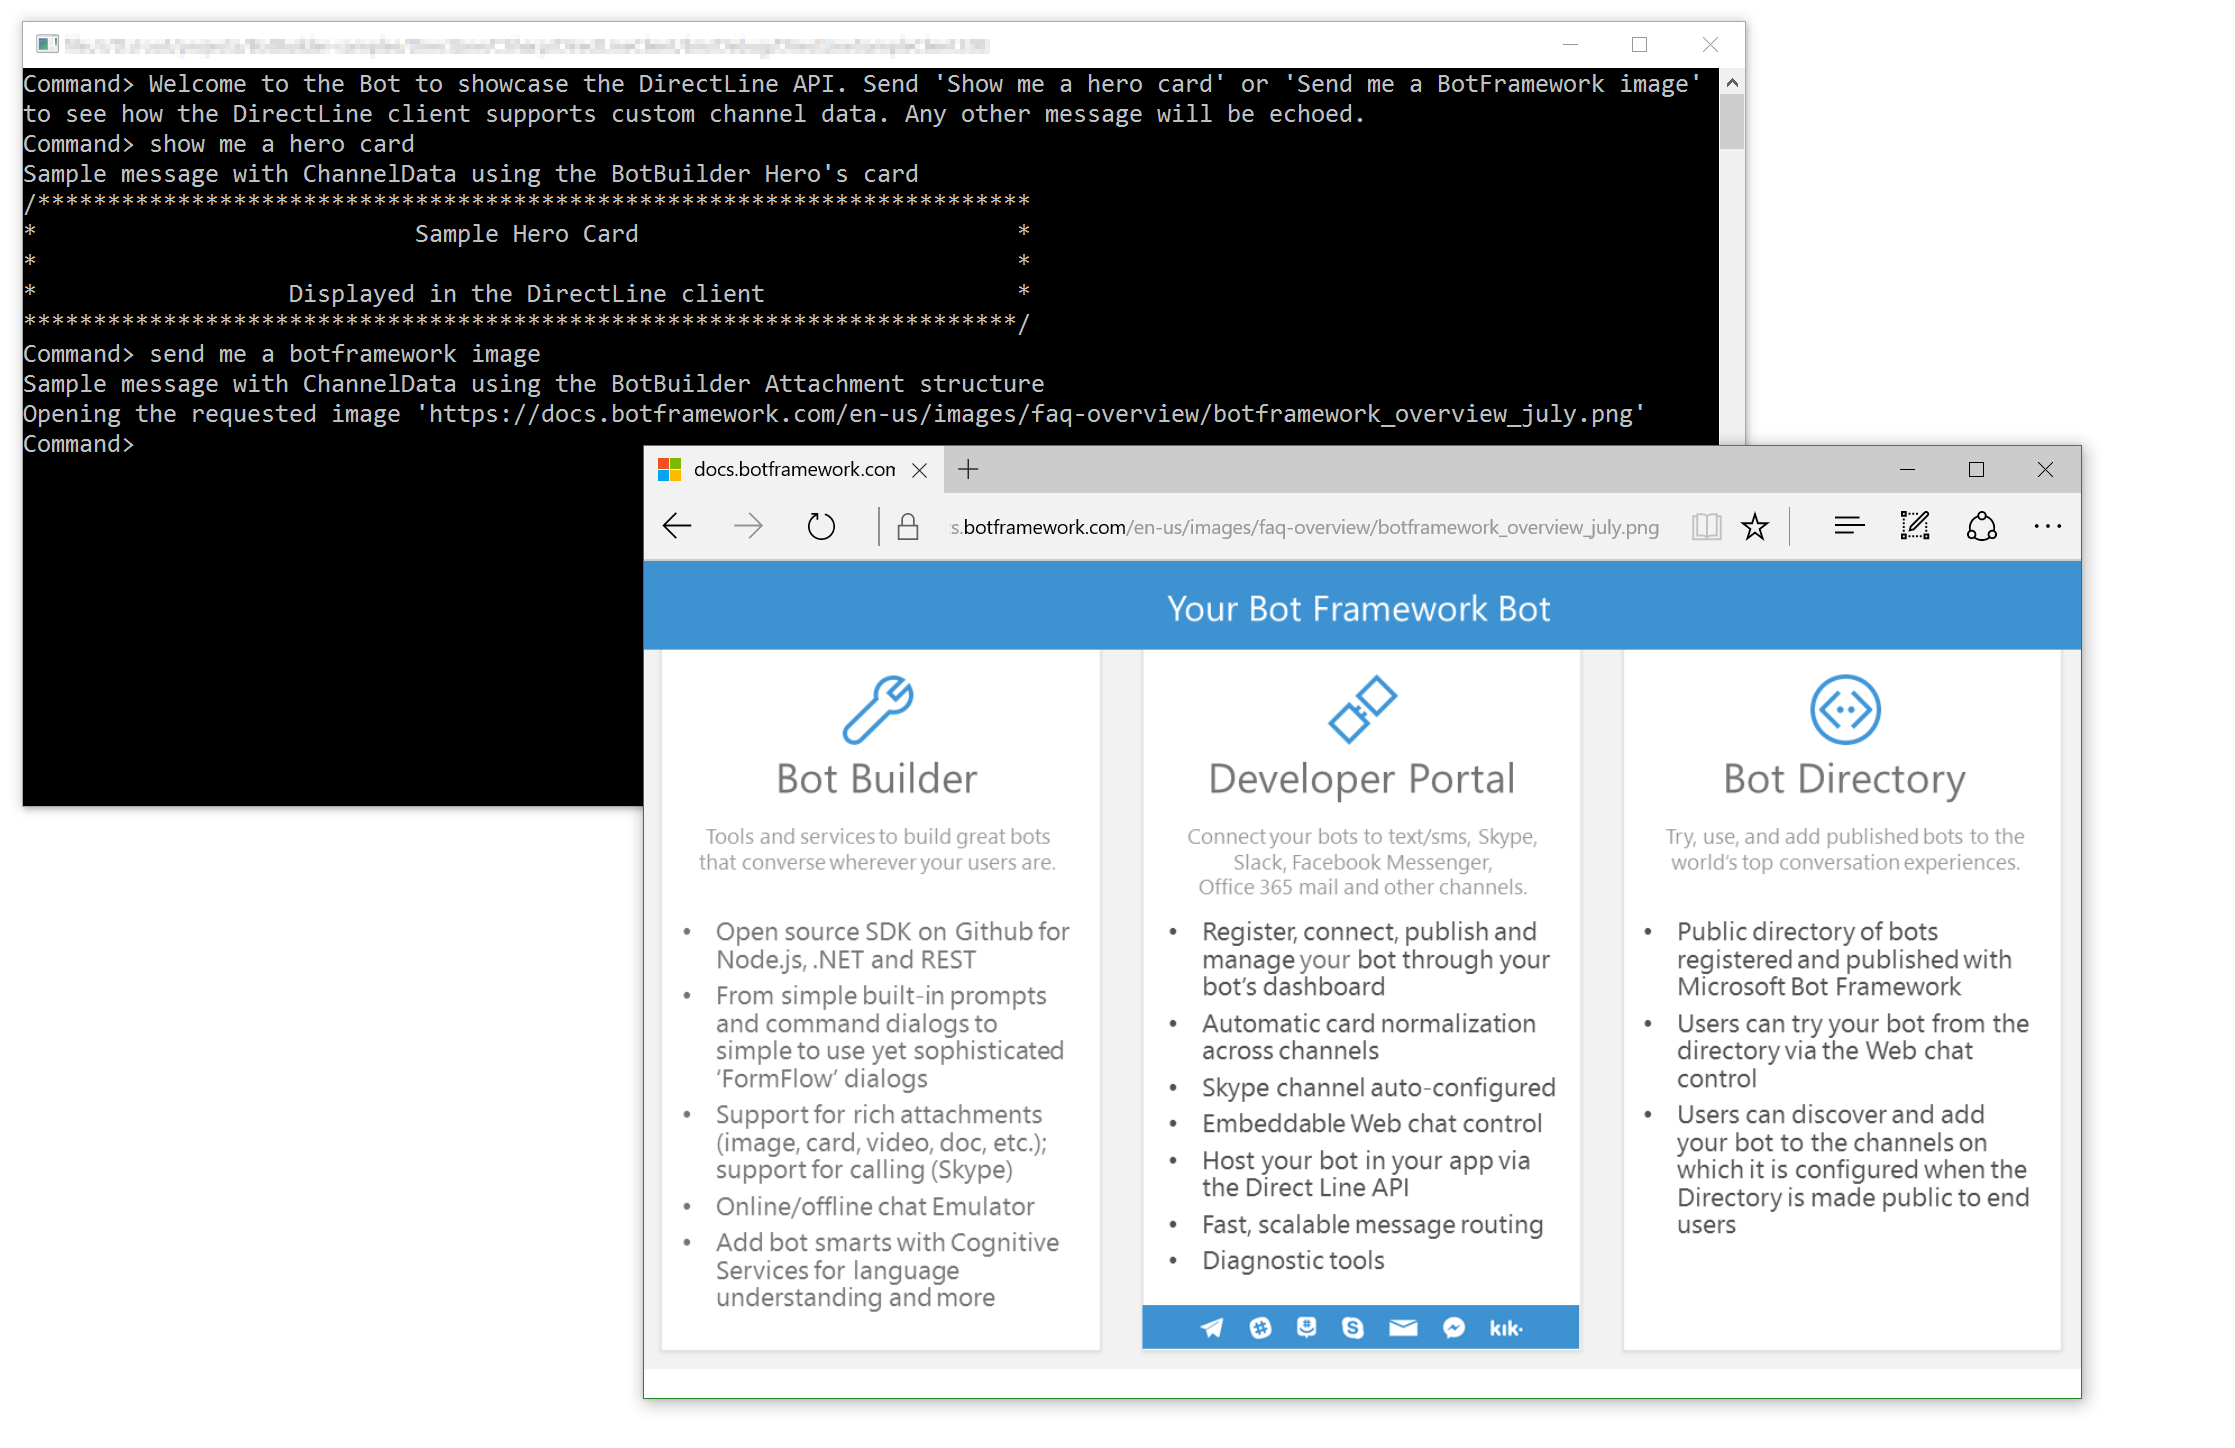 Command> Welcome to the Bot to showcase the DirectLine API. Send 'Show me a hero card' or 'Send me a BotFramework image'
to see how the DirectLine client supports custom channel data. Any other message will be echoed.
Command> show me a hero card
Sample message with ChannelData using the BotBuilder Hero's card
/***********************************************************************
*                           Sample Hero Card                           *
*                                                                      *
*                  Displayed in the DirectLine client                  *
***********************************************************************/
Command> send me a botframework image
Sample message with ChannelData using the BotBuilder Attachment structure
Opening the requested image 'https://docs.botframework.com/en-us/images/faq-overview/botframework_overview_july.png'
Command>
docs.botframework.con
s.botframework.com/en-us/images/faq-overview/botframework_overview_july.png
Your Bot Framework Bot
Bot Builder
Tools and services to build great bots
that converse wherever your users are.
• Open source SDK on Github for
Node.js, .NET and REST
• From simple built-in prompts
and command dialogs to
simple to use yet sophisticated
‘FormFlow’ dialogs
• Support for rich attachments
(image, card, video, doc, etc.);
support for calling (Skype)
• Online/offline chat Emulator
• Add bot smarts with Cognitive
Services for language
understanding and more
Developer Portal
Connect your bots to text/sms, Skype,
Slack, Facebook Messenger,
Office 365 mail and other channels.
• Register, connect, publish and
manage your bot through your
bot’s dashboard
• Automatic card normalization
across channels
• Skype channel auto-configured
• Embeddable Web chat control
• Host your bot in your app via
the Direct Line API
• Fast, scalable message routing
• Diagnostic tools
kik·
Bot Directory
Try, use, and add published bots to the
world’s top conversation experiences.
• Public directory of bots
registered and published with
Microsoft Bot Framework
• Users can try your bot from the
directory via the Web chat
control
• Users can discover and add
your bot to the channels on
which it is configured when the
Directory is made public to end
users